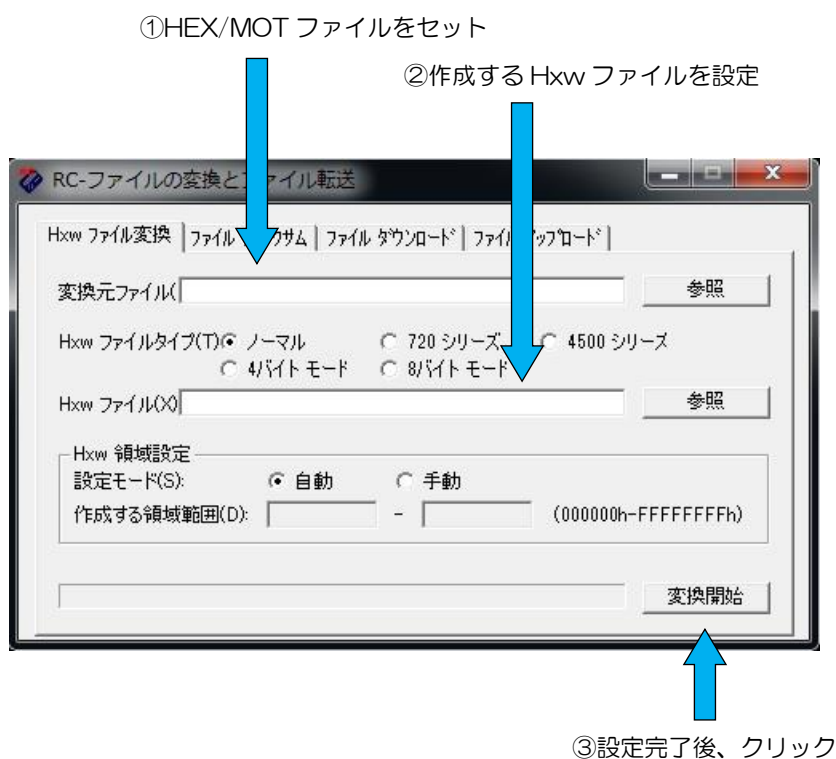 ①HEX/MOT ファイルをセット
②作成する Hxw ファイルを設定
RC-ファイルの変換と ァイル転送
Hxw ファイル変換 ファイル クサム ファイル ダウンロード ファイル アップロード
変換元ファイル( 参照
Hxw ファイルタイプ(T) ノーマル 720 シリーズ 4500 シリーズ
4バイト モード 8バイト モード
Hxw ファイル(X) 参照
Hxw 領域設定
設定モード(S): 自動 手動
作成する領域範囲(D): - (000000h-FFFFFFFFh)
変換開始
③設定完了後、クリック